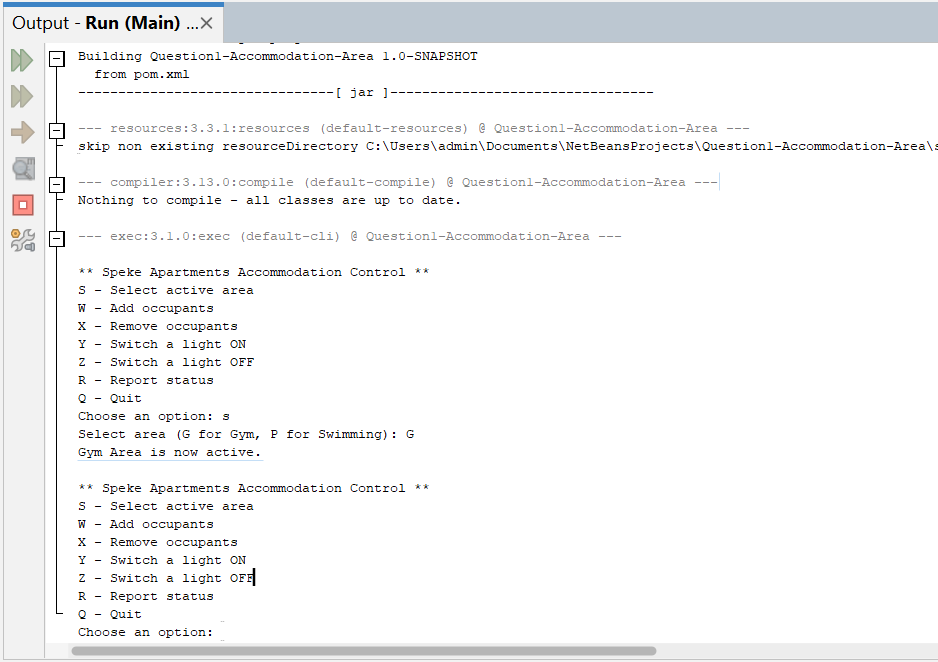 Output - Run (Main) ...
Building Question1-Accommodation-Area 1.0-SNAPSHOT
from pom.xml
--------------------------------[ jar ]---------------------------------
--- resources:3.3.1:resources (default-resources) @ Question1-Accommodation-Area ---
skip non existing resourceDirectory C:\Users\admin\Documents\NetBeansProjects\Question1-Accommodation-Area\s
--- compiler:3.13.0:compile (default-compile) @ Question1-Accommodation-Area ---
Nothing to compile - all classes are up to date.
--- exec:3.1.0:exec (default-cli) @ Question1-Accommodation-Area ---
** Speke Apartments Accommodation Control **
S - Select active area
W - Add occupants
X - Remove occupants
Y - Switch a light ON
Z - Switch a light OFF
R - Report status
Q - Quit
Choose an option: s
Select area (G for Gym, P for Swimming): G
Gym Area is now active.
** Speke Apartments Accommodation Control **
S - Select active area
W - Add occupants
X - Remove occupants
Y - Switch a light ON
Z - Switch a light OFF
R - Report status
Q - Quit
Choose an option: